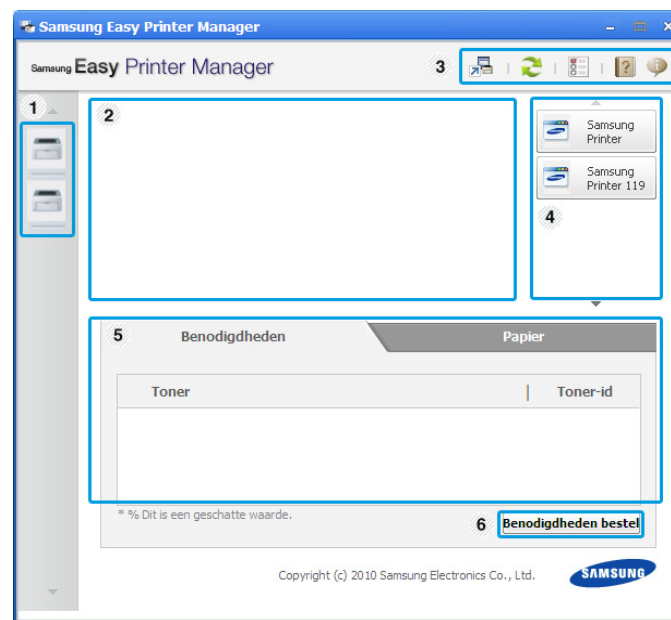 Samsung Easy Printer Manager
Samsung Easy Printer Manager
3
1
2
Samsung
Printer
Samsung
Printer 119
4
5
Benodigdheden
Papier
Toner
Toner-id
* % Dit is een geschatte waarde.
6
Benodigdheden bestel
Copyright (c) 2010 Samsung Electronics Co., Ltd.
SAMSUNG